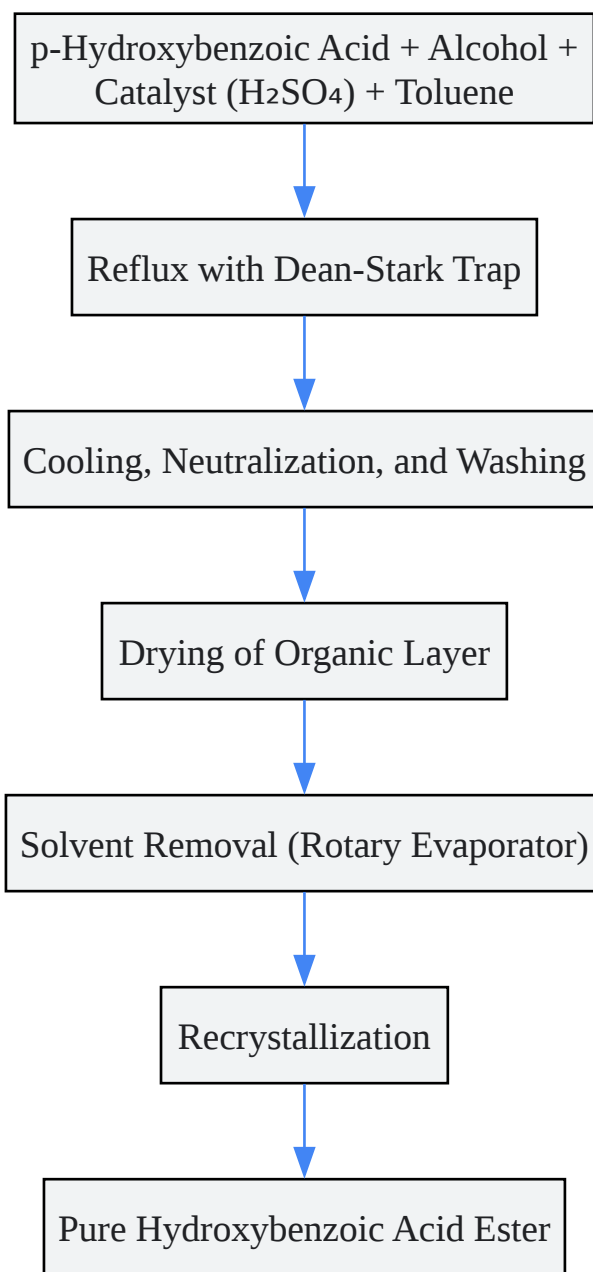 p-Hydroxybenzoic Acid + Alcohol +
Catalyst (H₂SO₄) + Toluene
Reflux with Dean-Stark Trap
Cooling, Neutralization, and Washing
Drying of Organic Layer
Solvent Removal (Rotary Evaporator)
Recrystallization
Pure Hydroxybenzoic Acid Ester